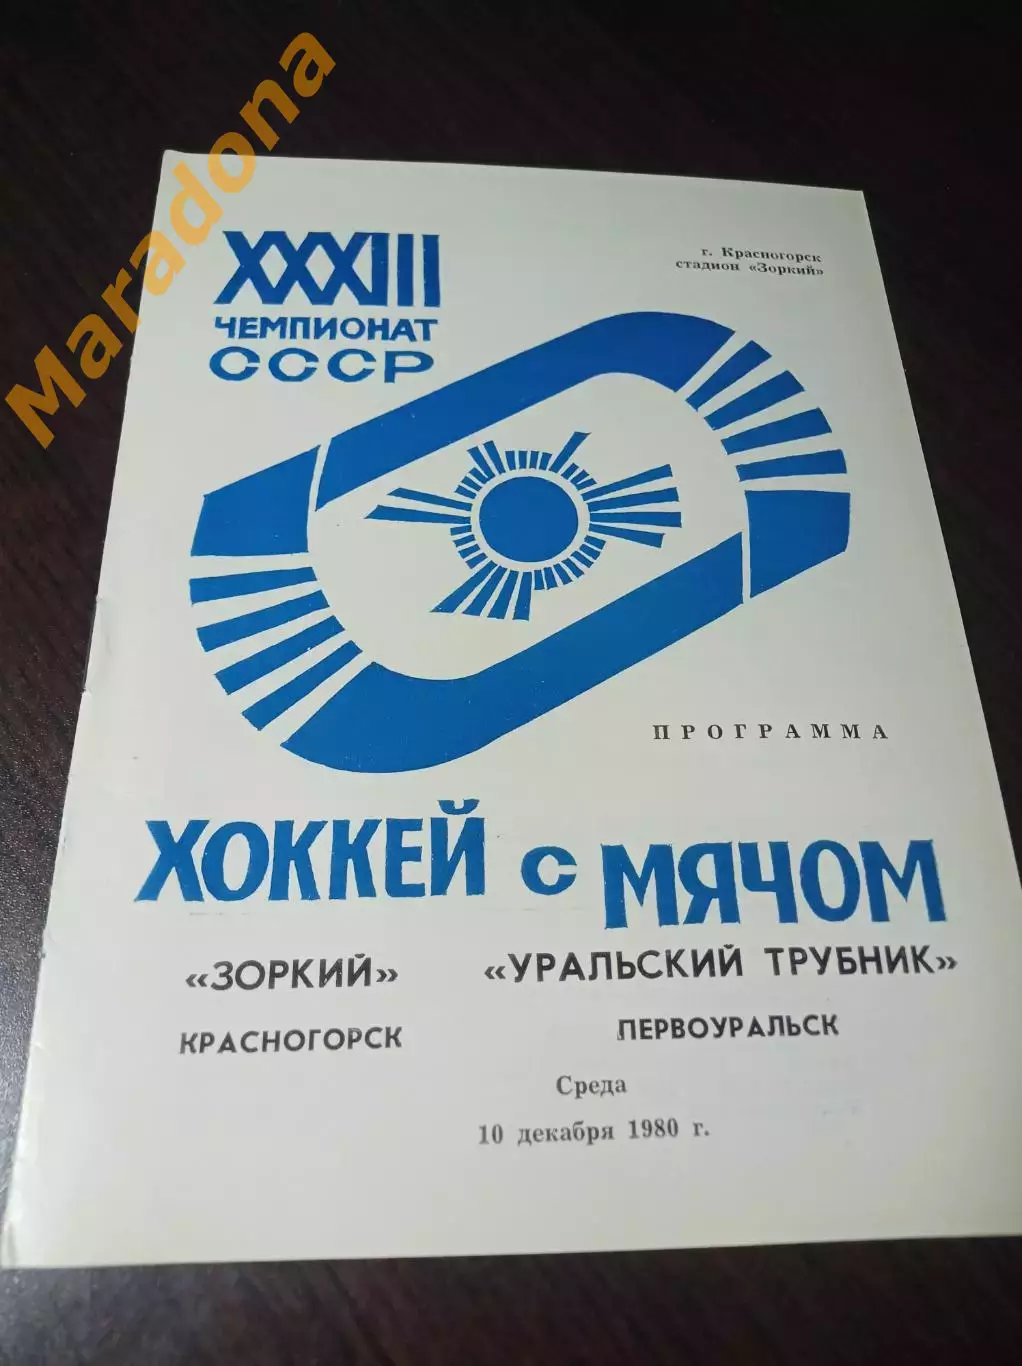 Maradona
XXXIII
ЧЕМПИОНАТ
СССР
г. Красногорск
стадион «Зоркий»
ПРОГРАММА
ХОККЕЙ с МЯЧОМ
«ЗОРКИЙ» «УРАЛЬСКИЙ ТРУБНИК»
КРАСНОГОРСК ПЕРВОУРАЛЬСК
Среда
10 декабря 1980 г.